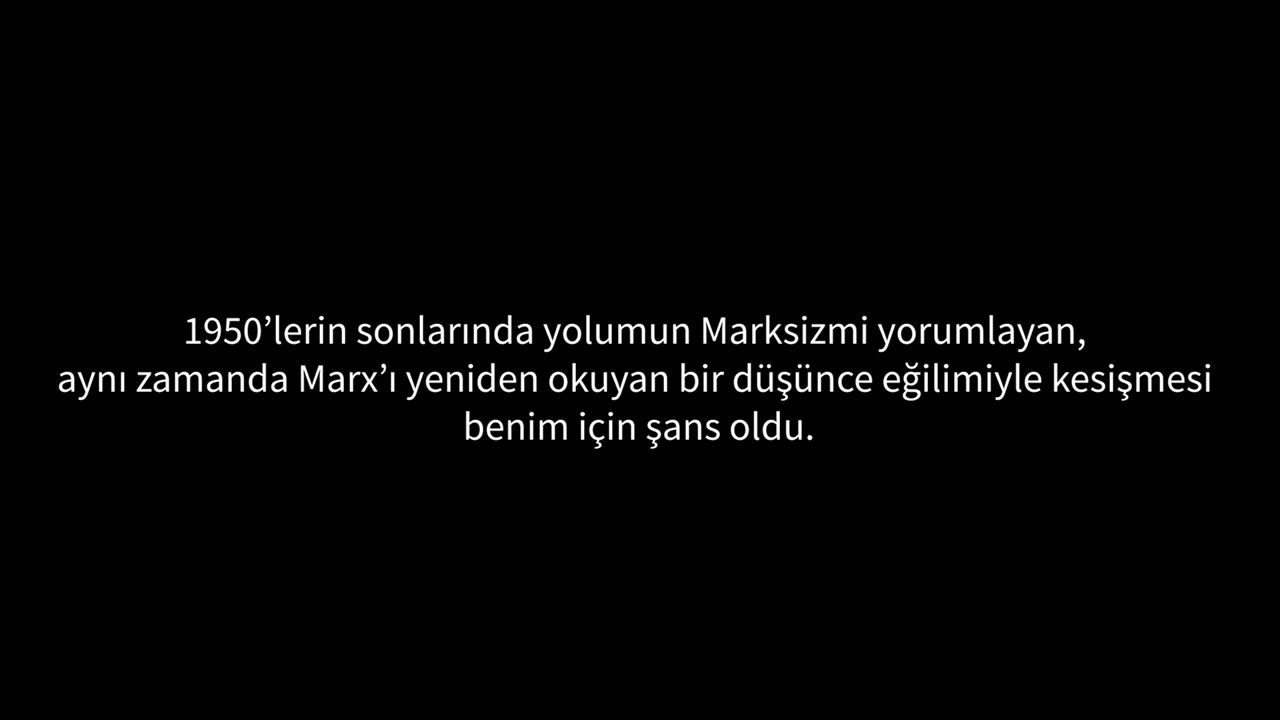 1950’lerin sonlarında yolumun Marksizmi yorumlayan,
aynı zamanda Marx’ı yeniden okuyan bir düşünce eğilimiyle kesişmesi
benim için şans oldu.